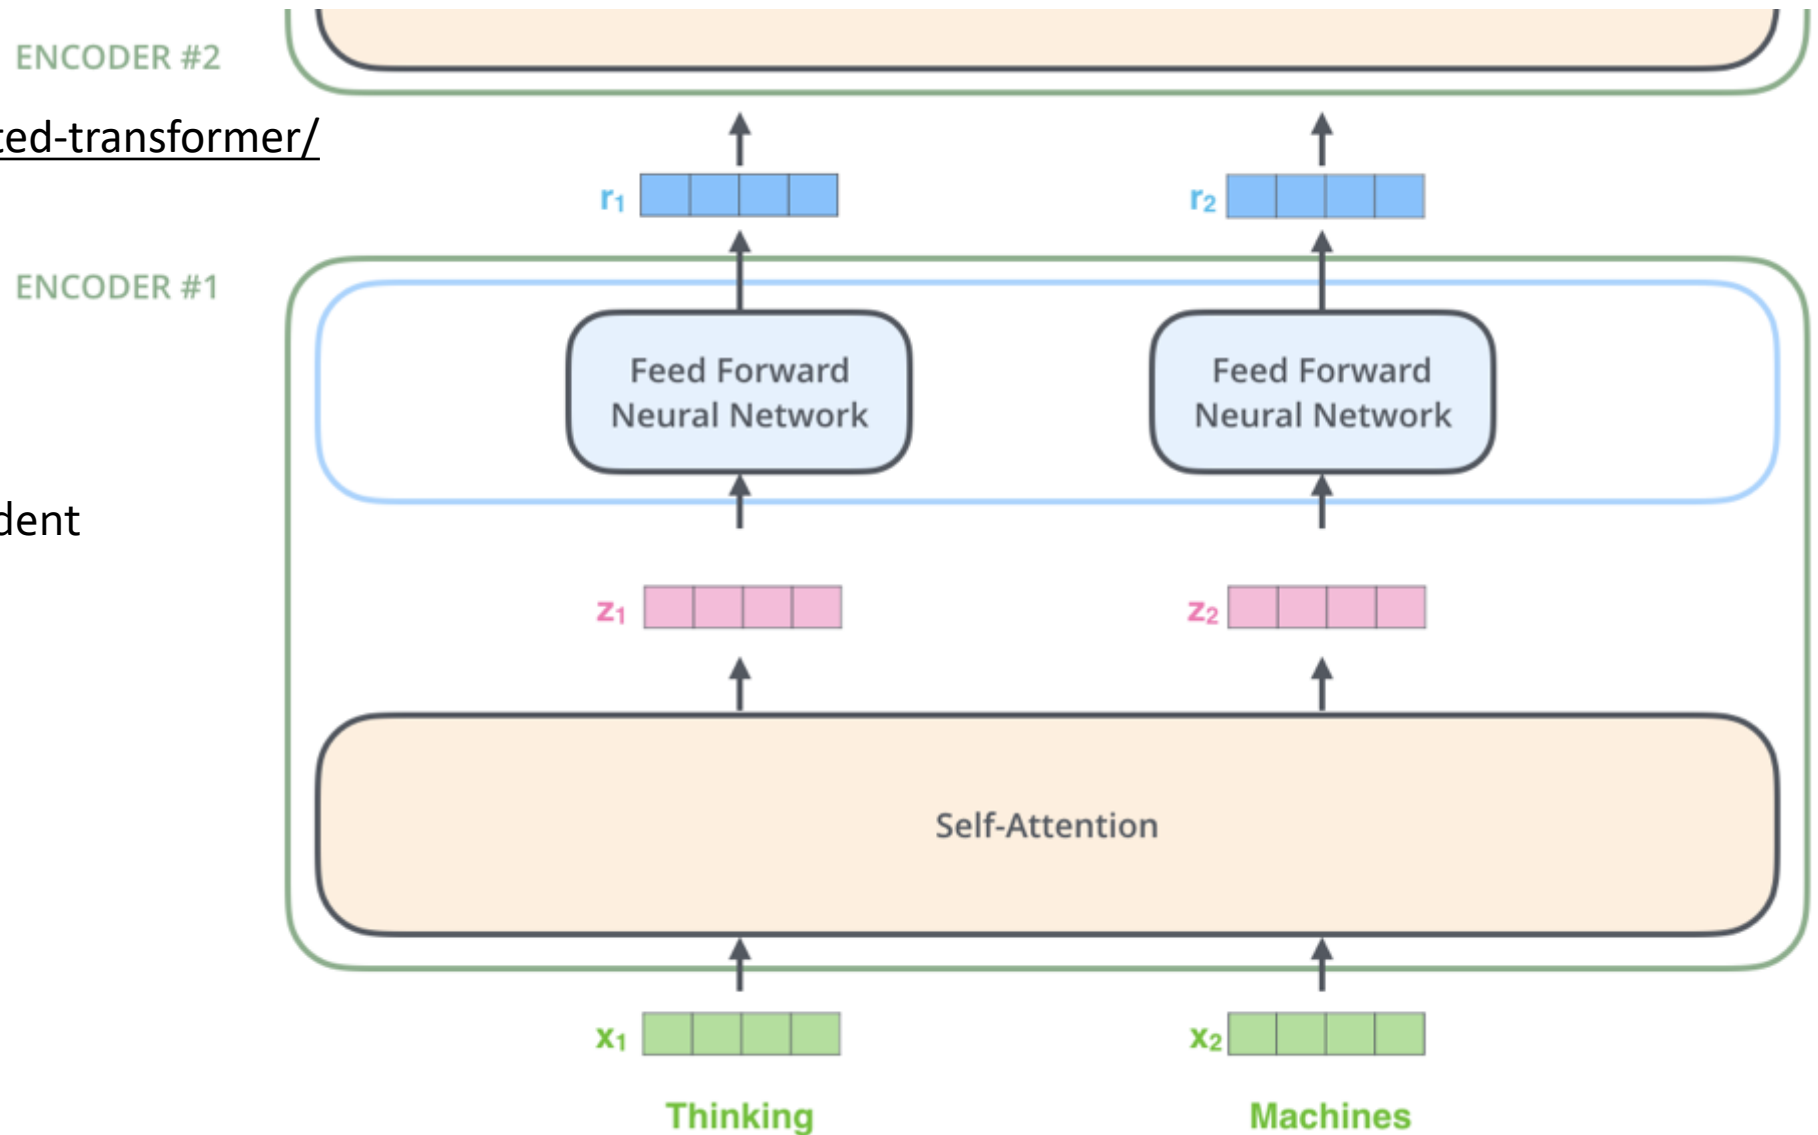 ENCODER #2
ted-transformer/
r1
r2
ENCODER #1
Feed Forward
Neural Network
Feed Forward
Neural Network
dent
z1
z2
Self-Attention
x1
x2
Thinking
Machines